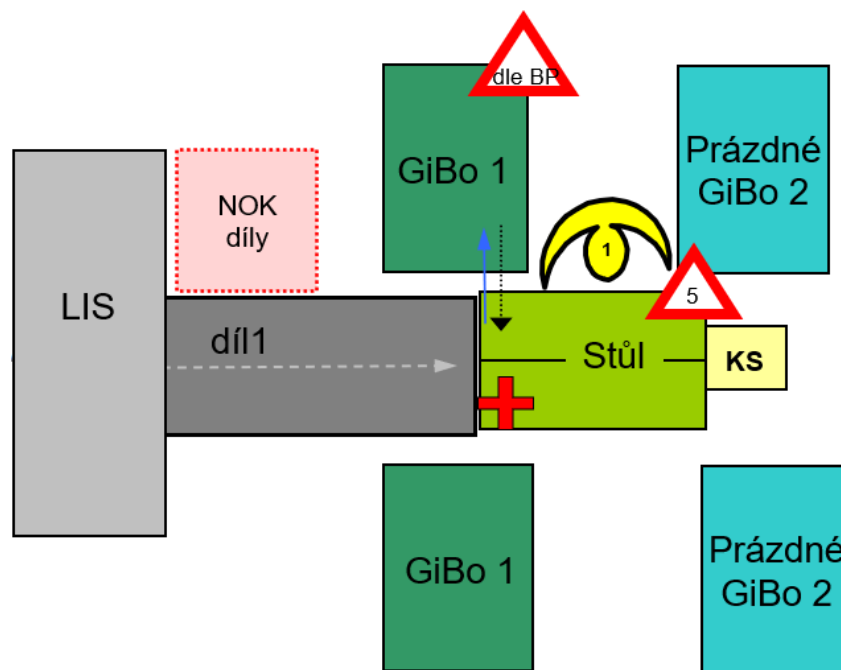 dle BP
GiBo 1
Prázdné
GiBo 2
NOK
díly
1
LIS
5
díl1
Stůl
KS
GiBo 1
Prázdné
GiBo 2